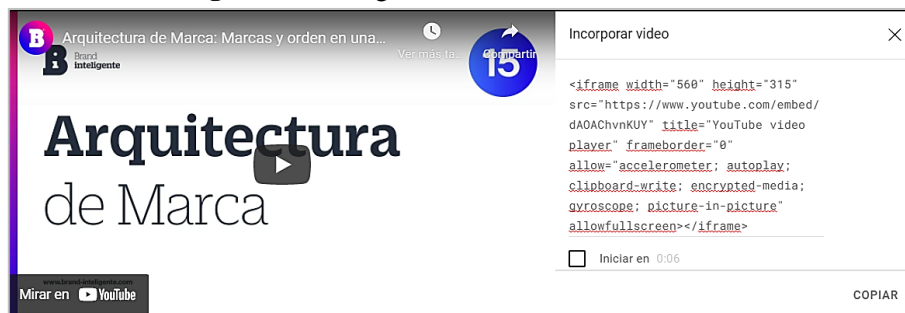 Arquitectura de Marca: Marcas y orden en una...
Ver más ta...
Compartir
B
Brand
Inteligente
15
Arquitectura
de Marca
www.brand-inteligente.com
Mirar en YouTube
Incorporar video
<iframe width="560" height="315"
src="https://www.youtube.com/embed/
dAOAChvnKUY" title="YouTube video
player" frameborder="0"
allow="accelerometer; autoplay;
clipboard-write; encrypted-media;
gyroscope; picture-in-picture"
allowfullscreen></iframe>
Iniciar en 0:06
COPIAR